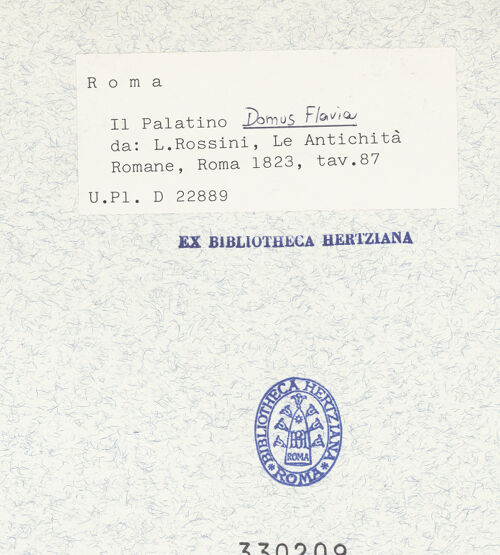 Roma
Il Palatino Domus Flavia
da: L.Rossini, Le Antichità
Romane, Roma 1823, tav.87
U.Pl. D 22889
EX BIBLIOTHECA HERTZIANA
*BIBLIOTHECA HERTZIANA*
ROMA
ROMA
330209